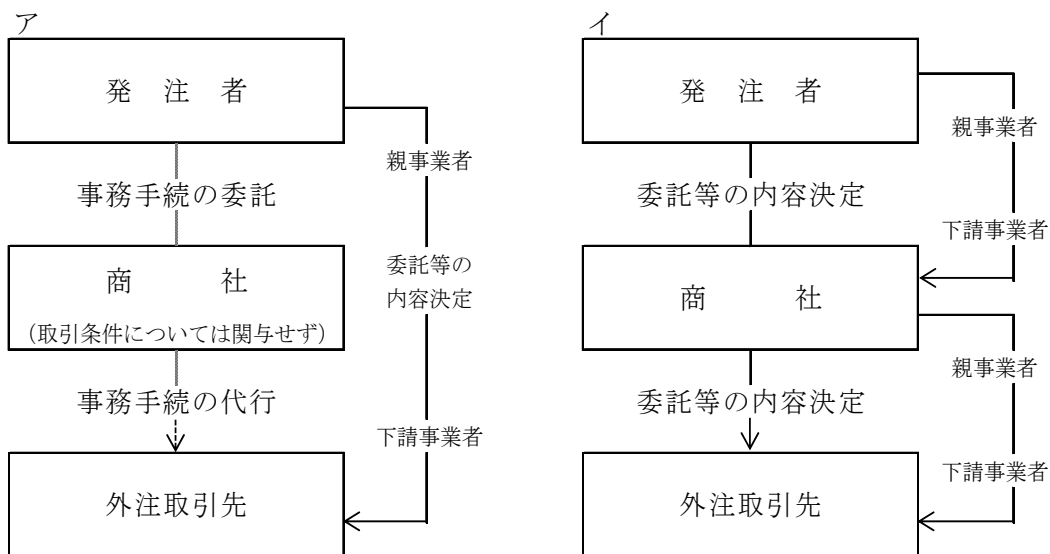 ア
発注者
親事業者
事務手続の委託
商社
(取引条件については関与せず)
委託等の
内容決定
事務手続の代行
下請事業者
外注取引先
イ
発注者
親事業者
委託等の内容決定
下請事業者
商社
親事業者
委託等の内容決定
下請事業者
外注取引先